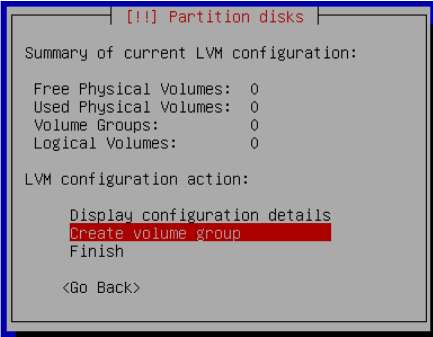 [!!] Partition disks
Summary of current LVM configuration:
Free Physical Volumes: 0
Used Physical Volumes: 0
Volume Groups: 0
Logical Volumes: 0
LVM configuration action:
Display configuration details
Create volume group
Finish
<Go Back>